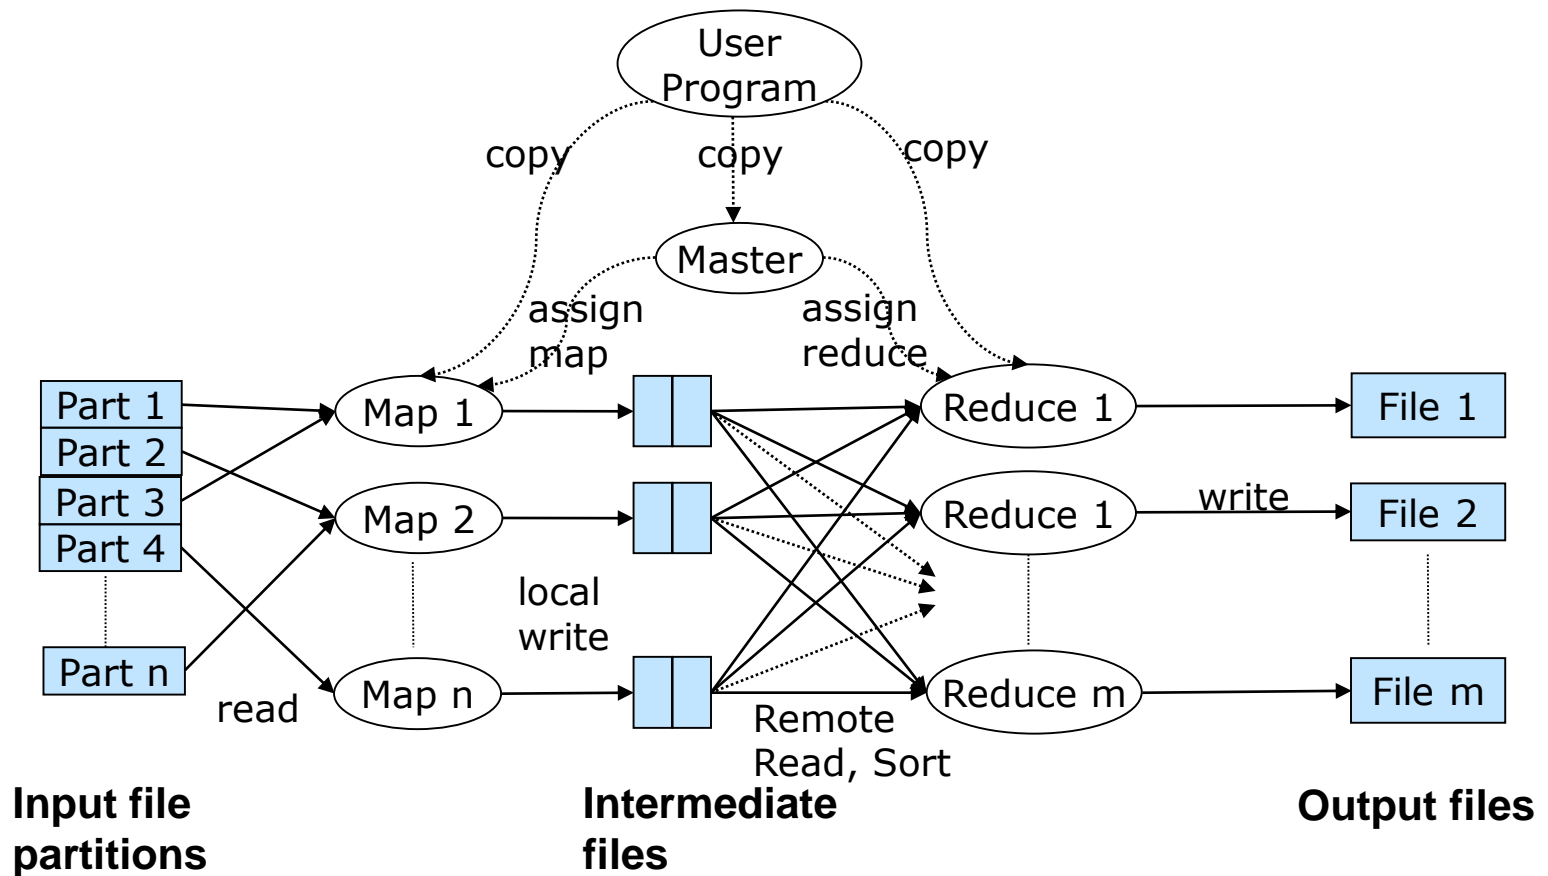 User
Program
copy
copy
copy
Master
assign
map
assign
reduce
Part 1
Part 2
Part 3
Part 4
Part n
read
Map 1
Map 2
Map n
local
write
Remote
Read, Sort
Reduce 1
Reduce 1
Reduce m
write
File 1
File 2
File m
Input file
partitions
Intermediate
files
Output files